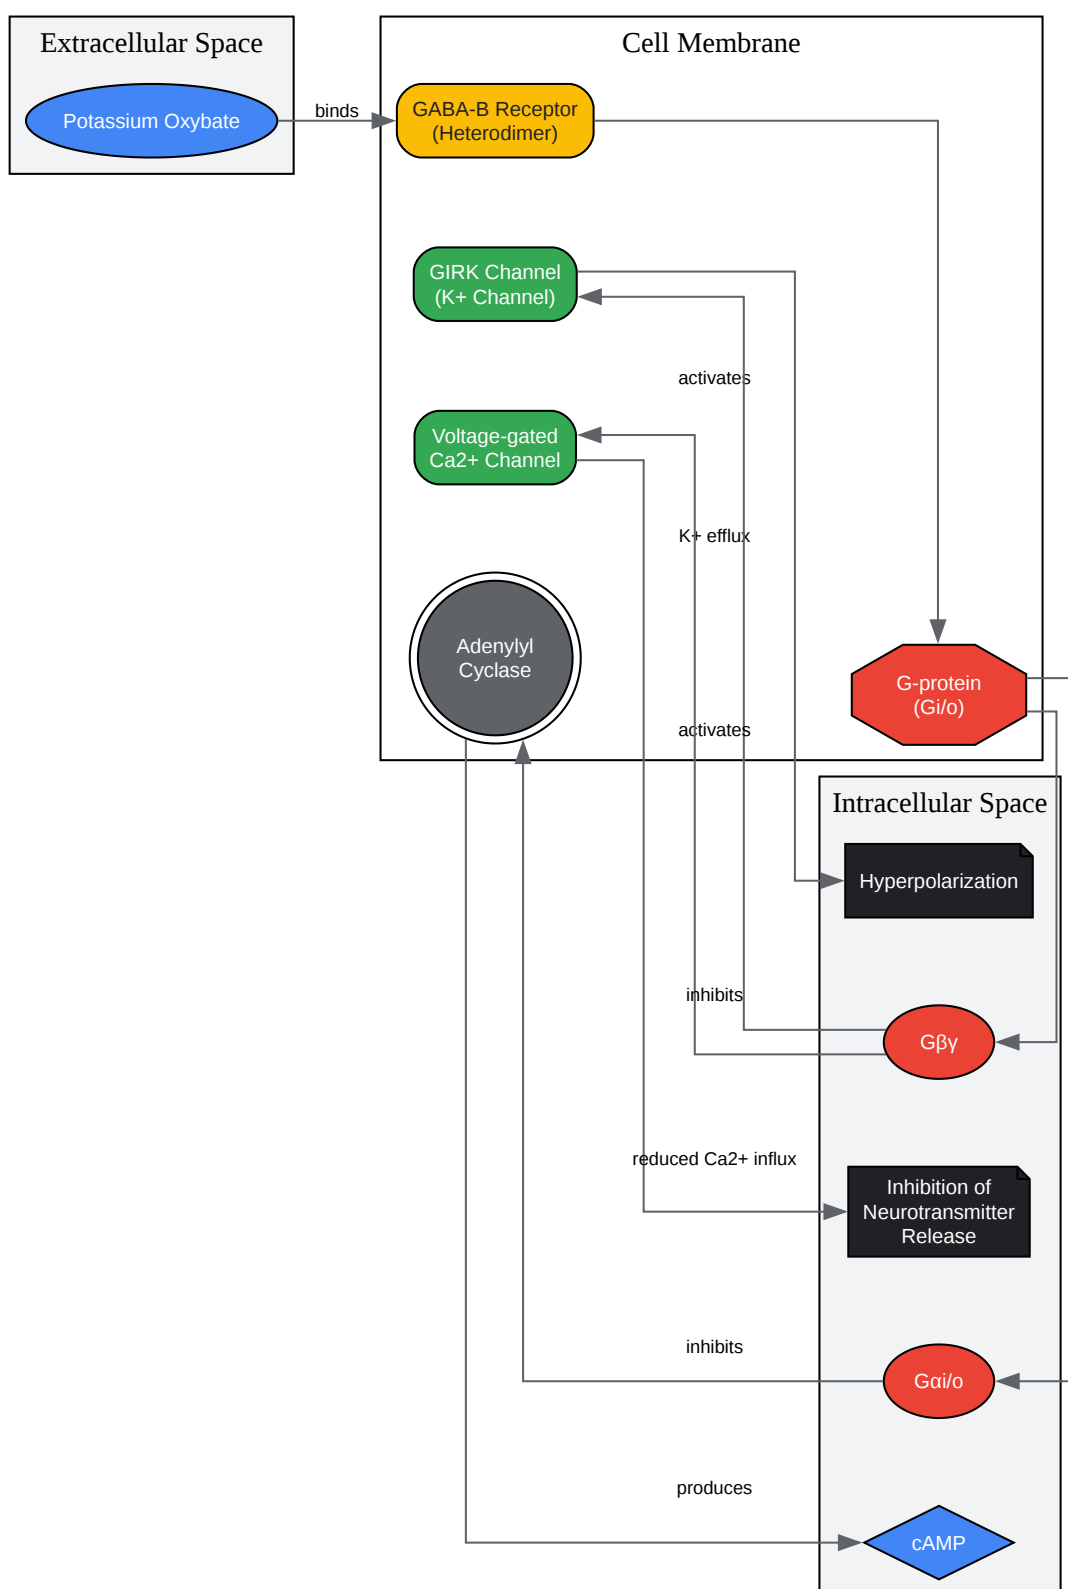 Extracellular Space
Cell Membrane
Potassium Oxybate
binds
GABA-B Receptor
(Heterodimer)
GIRK Channel
(K+ Channel)
activates
Voltage-gated
Ca2+ Channel
K+ efflux
Adenylyl
Cyclase
G-protein
(Gi/o)
activates
Intracellular Space
Hyperpolarization
inhibits
Gβγ
reduced Ca2+ influx
Inhibition of
Neurotransmitter
Release
inhibits
Gαi/o
produces
cAMP